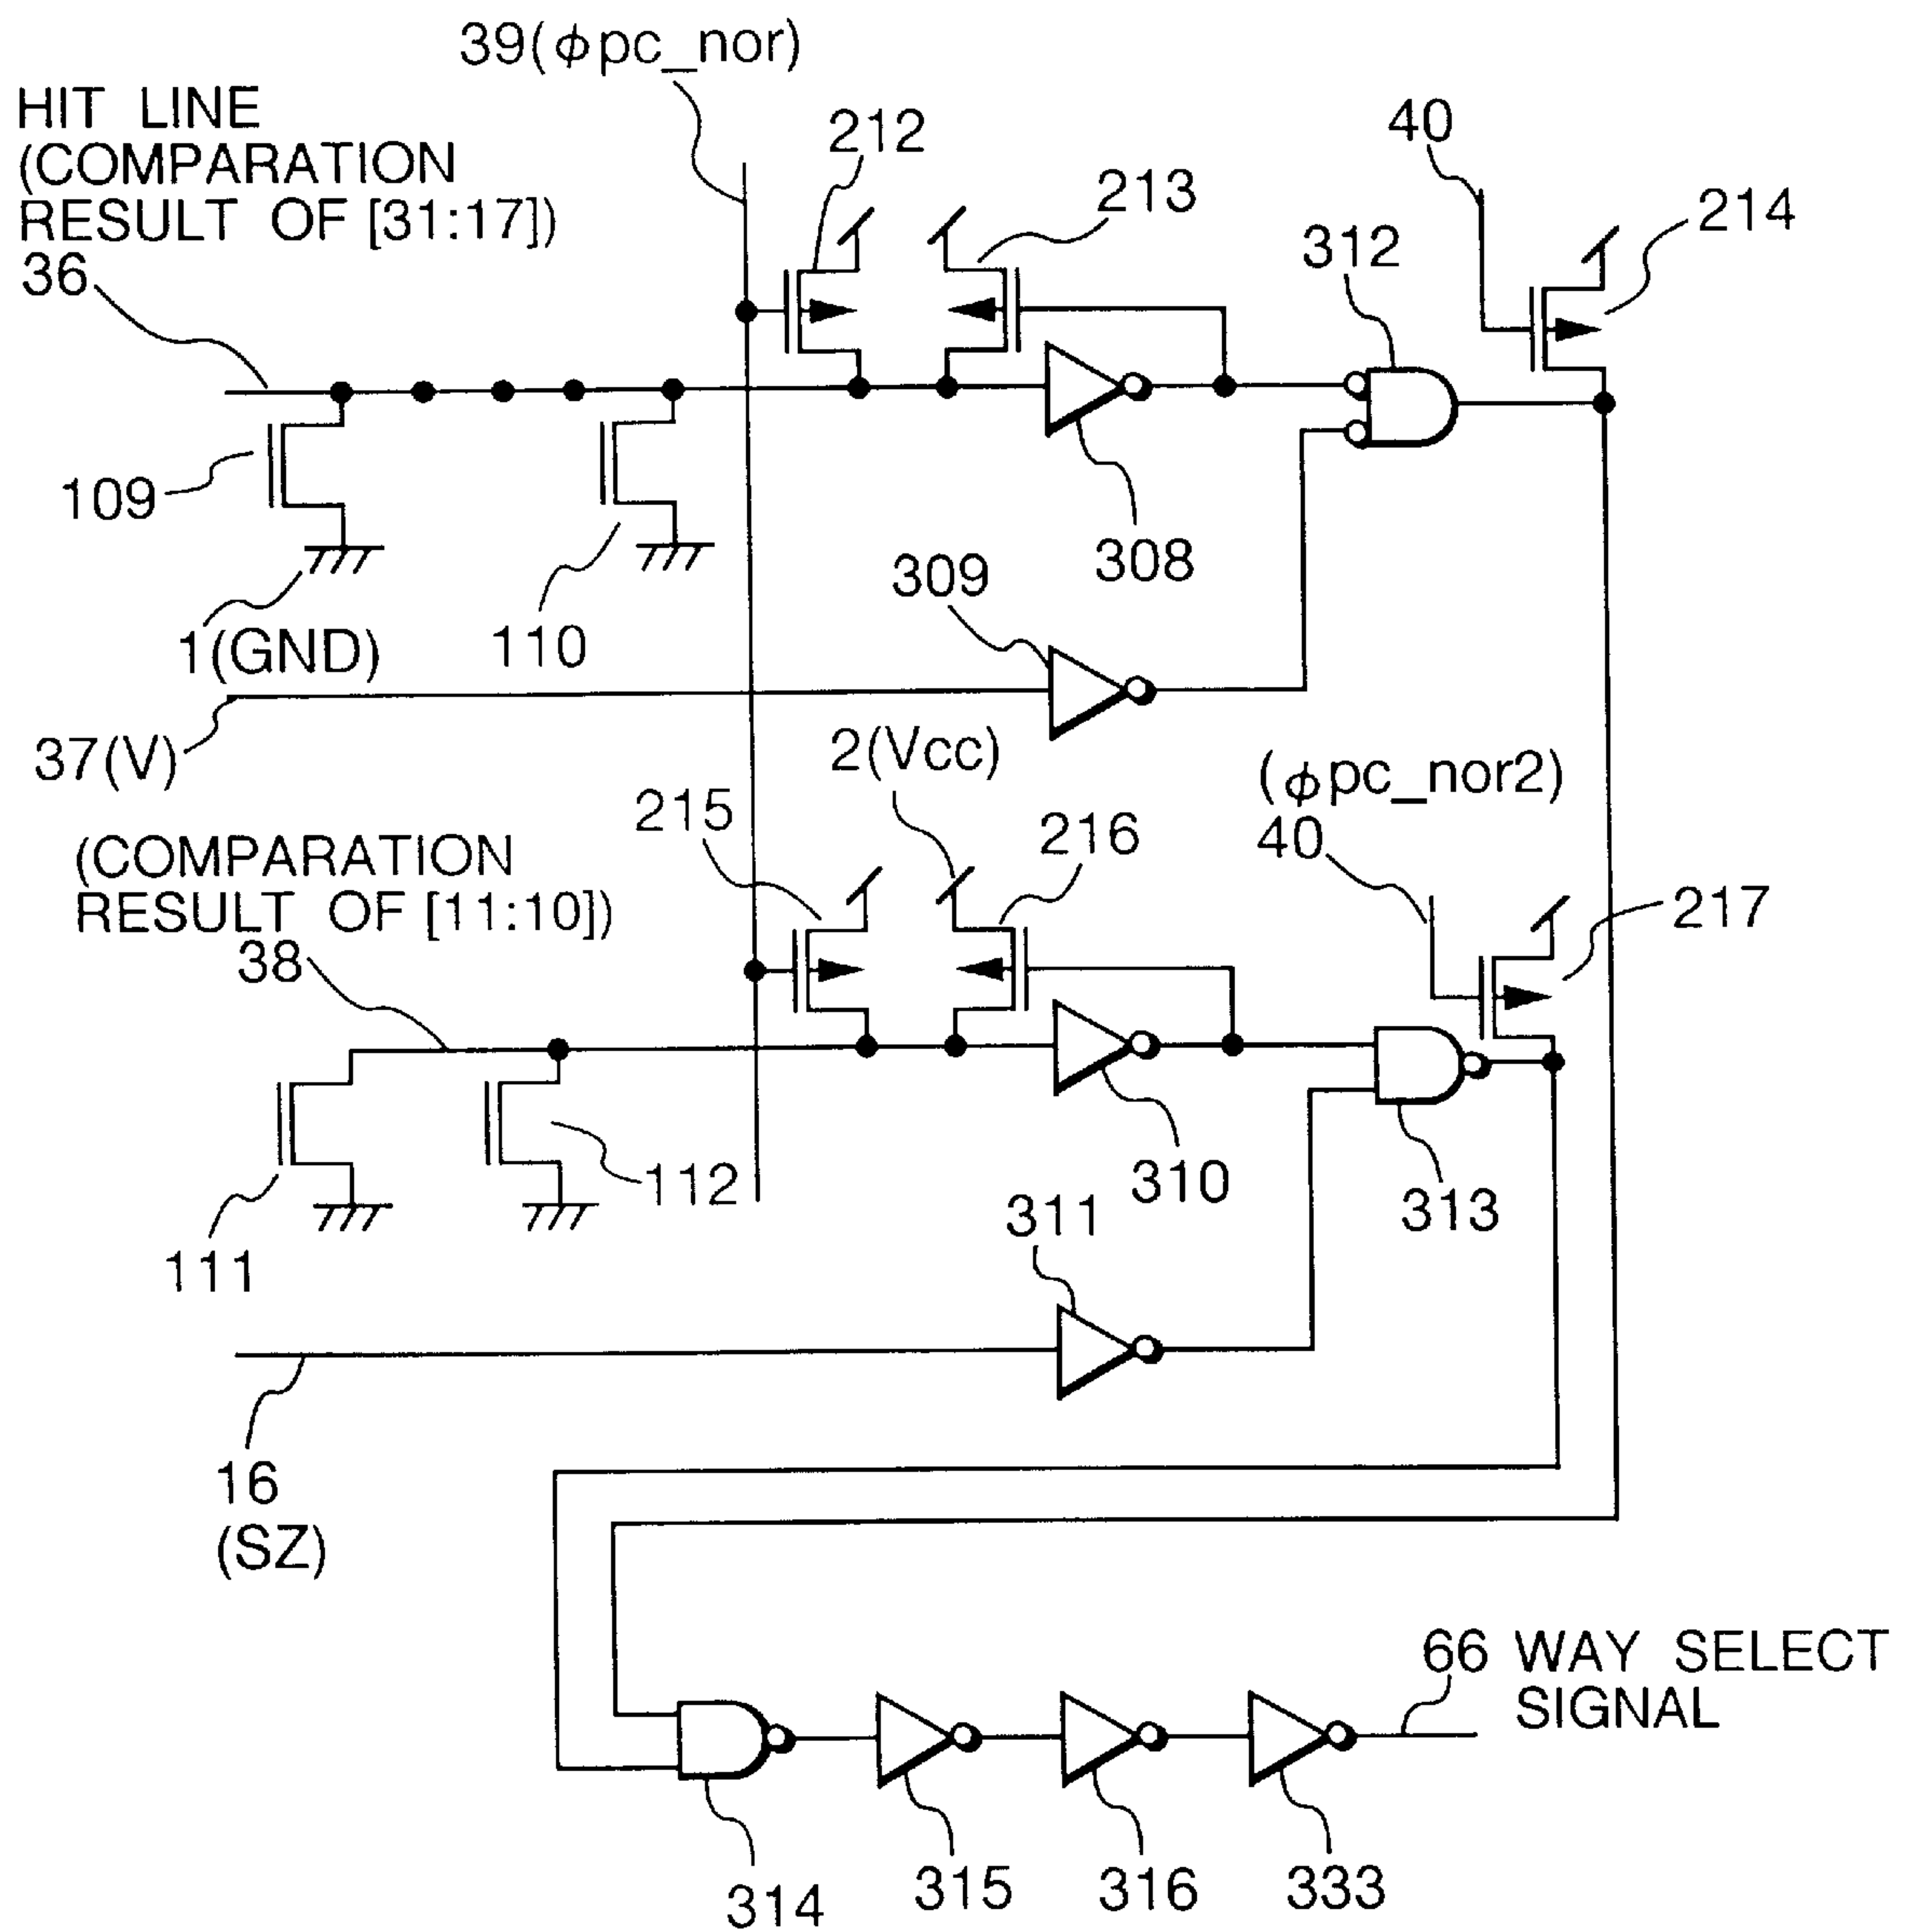 39(ϕpc_nor)
HIT LINE
(COMPARATION
RESULT OF [31:17])
36
212
213
40
214
312
109
308
309
1(GND)
110
37(V)
2(Vcc)
(ϕpc_nor2)
215
216
40
(COMPARATION
RESULT OF [11:10])
217
38
112
310
313
311
111
16
(SZ)
66 WAY SELECT
SIGNAL
314
315
316
333